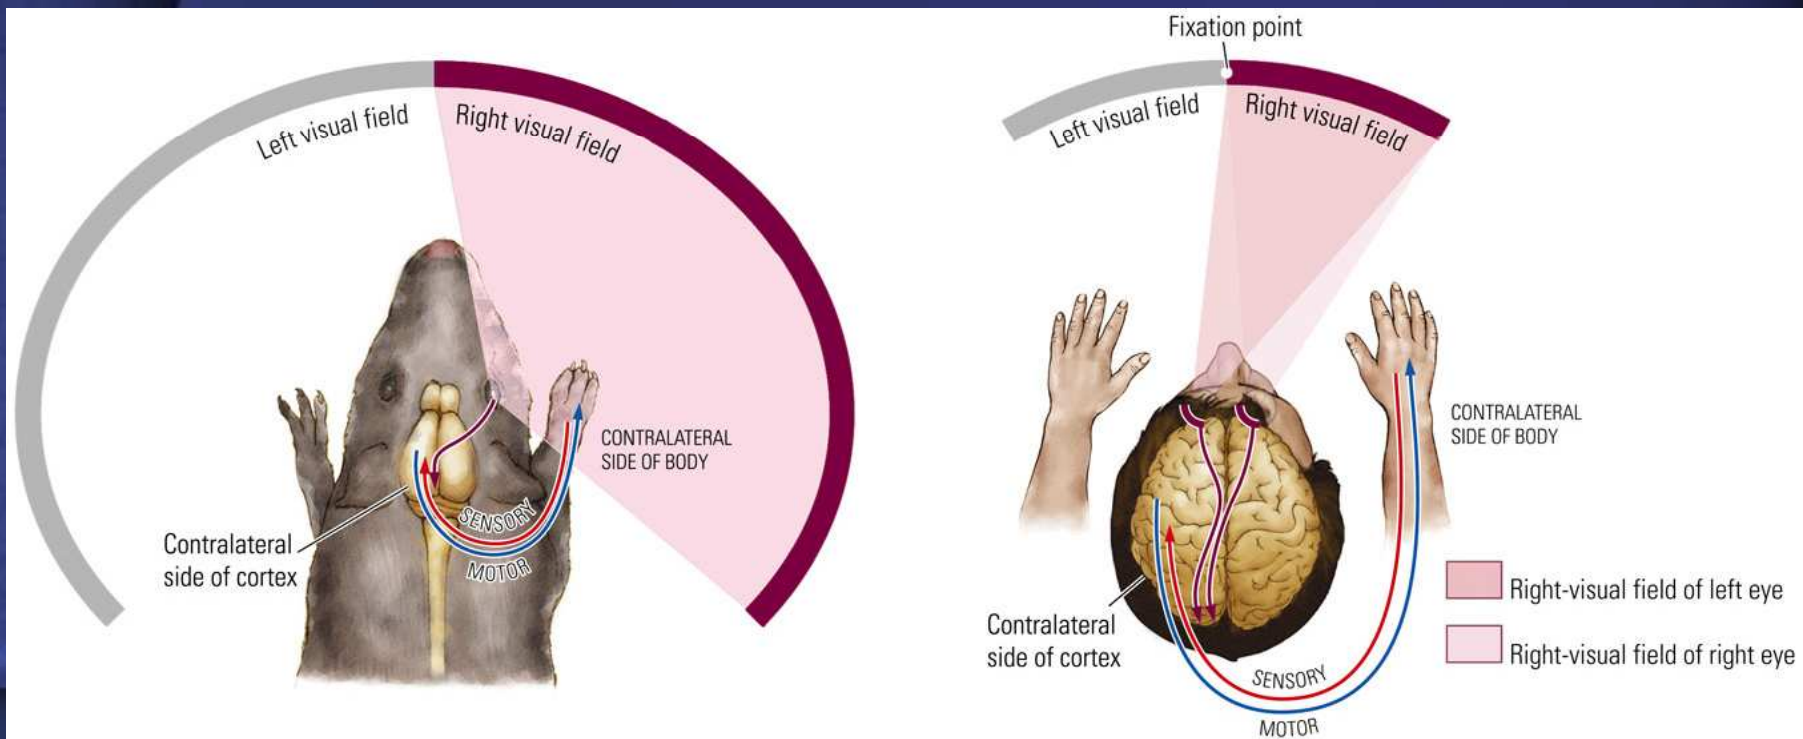 Left visual field
Right visual field
CONTRALATERAL
SIDE OF BODY
SENSORY
MOTOR
Contralateral
side of cortex
Fixation point
Left visual field
Right visual field
CONTRALATERAL
SIDE OF BODY
Contralateral
side of cortex
SENSORY
MOTOR
Right-visual field of left eye
Right-visual field of right eye